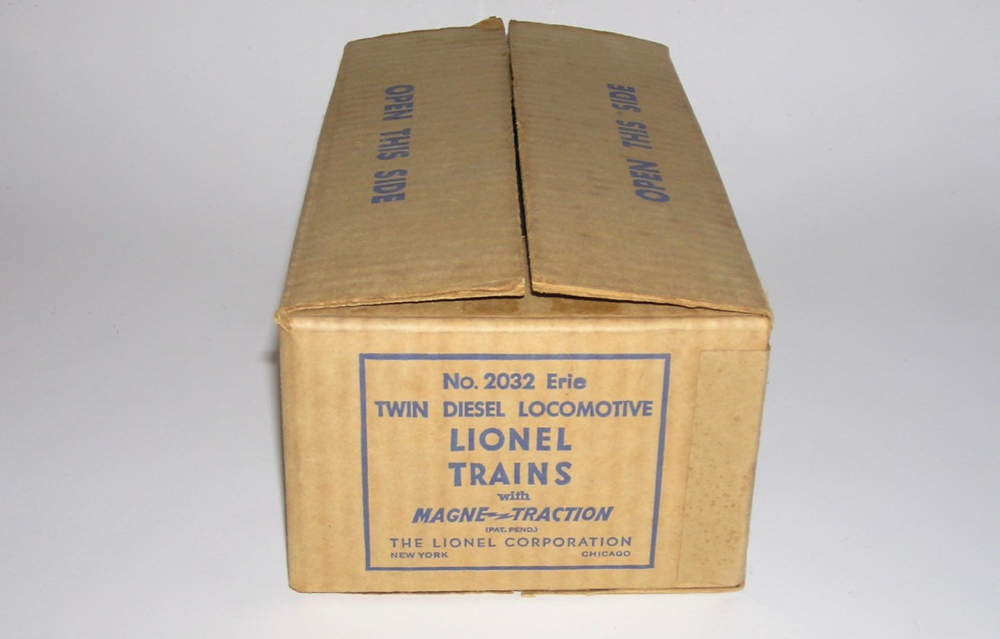 OPEN THIS SIDE
OPEN THIS SIDE
No. 2032 Erie
TWIN DIESEL LOCOMOTIVE
LIONEL
TRAINS
with
MAGNE-TRACTION
(PAT. PEND.)
THE LIONEL CORPORATION
NEW YORK CHICAGO